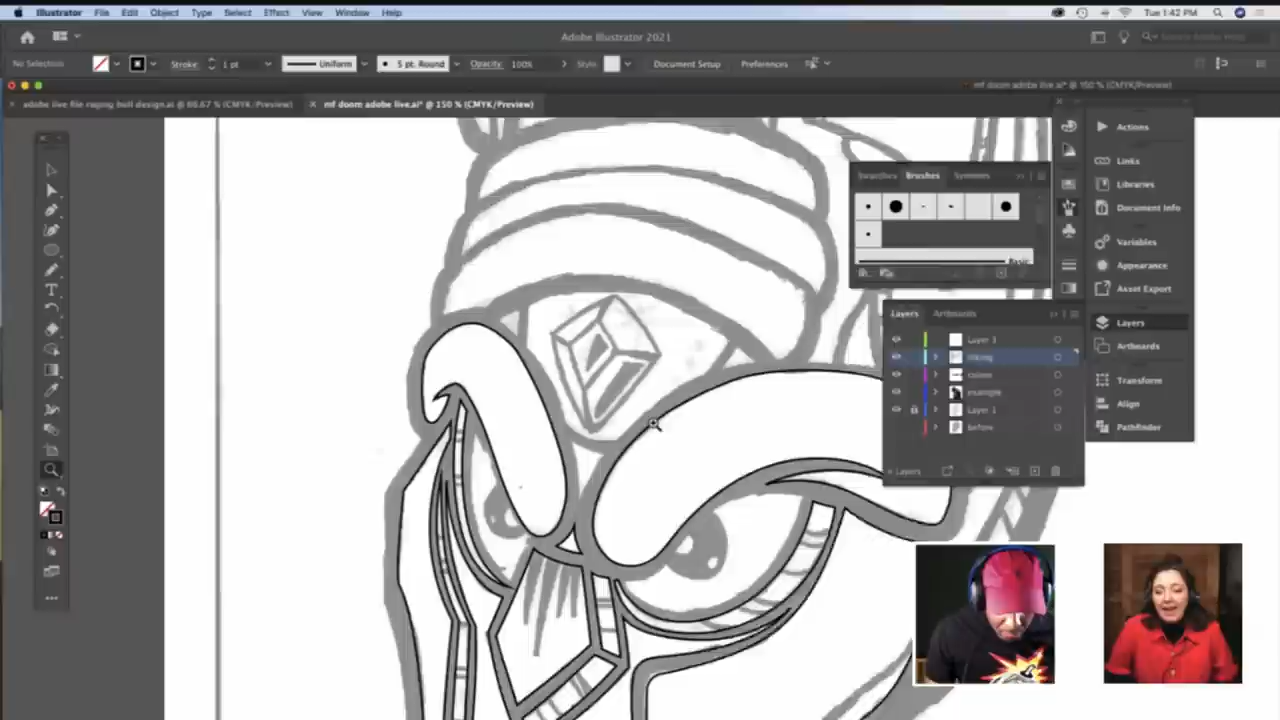 Illustrator File Edit Object Type Select Effect View Window Help
Tue 1:42 PM
Adobe Illustrator 2021
No Selection Stroke: 1 pt Uniform 5 pt. Round Opacity: 100% Style: Document Setup Preferences
mf doom adobe live.ai* @ 150 % (CMYK/Preview)
adobe live file raging bull design.ai @ 66.67 % (CMYK/Preview) mf doom adobe live.ai* @ 150 % (CMYK/Preview)
Swatches Brushes Symbols
Basic
Actions
Links
Libraries
Document Info
Variables
Appearance
Asset Export
Layers
Artboards
Transform
Align
Pathfinder
Layers Artboards
Layer 3
inking
Layer 1
before
Layers